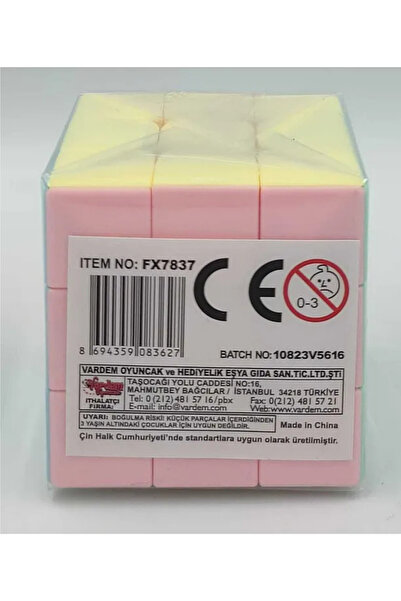 ITEM NO: FX7837
0-3
8 694359 083627
BATCH NO:10823V5616
VARDEM OYUNCAK ve HEDİYELİK EŞYA GIDA SAN.TİC.LTD.ŞTİ
Vardem
İTHALATÇI
FİRMA:
TAŞOCAĞI YOLU CADDESİ NO:16,
MAHMUTBEY BAĞCILAR / İSTANBUL 34218 TÜRKİYE
Tel: 0 (212) 481 57 16/pbx Fax: 0(212) 481 57 21
E-mail: info@vardem.com Web:www.vardem.com
UYARI: BOĞULMA RİSKİ! KÜÇÜK PARÇALAR İÇERDİĞİNDEN
3 YAŞIN ALTINDAKİ ÇOCUKLAR İÇİN UYGUN DEĞİLDİR.
Made in China
Çin Halk Cumhuriyeti'nde standartlara uygun olarak üretilmiştir.
CE